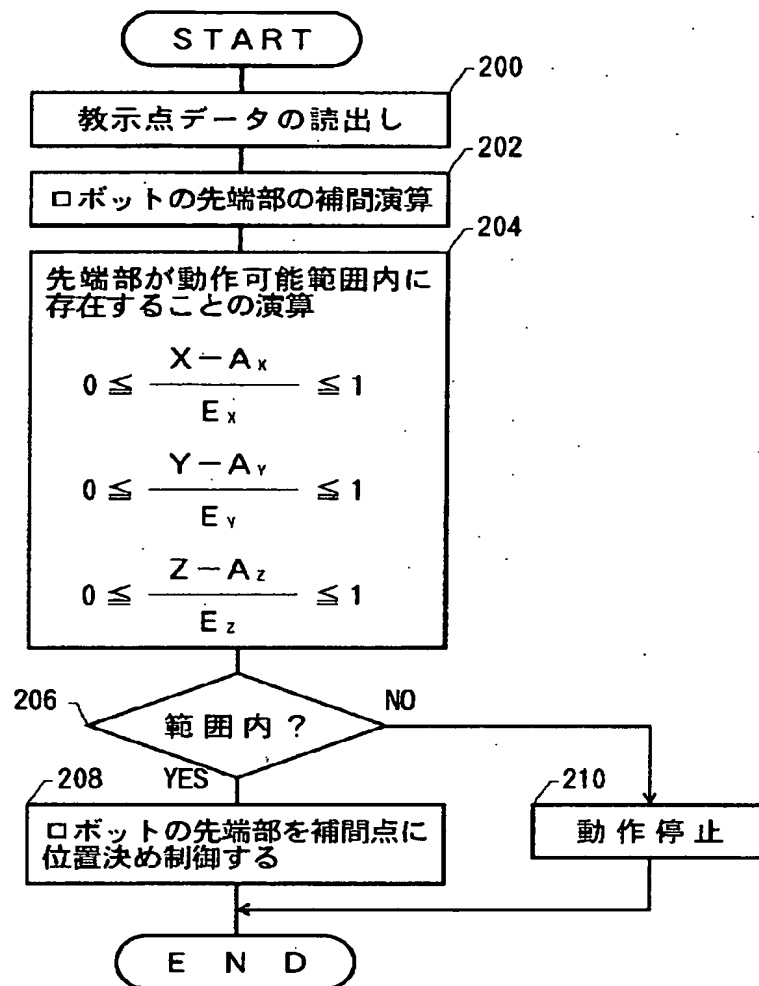 START
200
教示点データの読出し
202
ロボットの先端部の補間演算
204
先端部が動作可能範囲内に
存在することの演算
0 ≦ (X－A_X)/E_X ≦ 1
0 ≦ (Y－A_Y)/E_Y ≦ 1
0 ≦ (Z－A_Z)/E_Z ≦ 1
206
範囲内？
NO
YES
208
ロボットの先端部を補間点に
位置決め制御する
210
動作停止
END